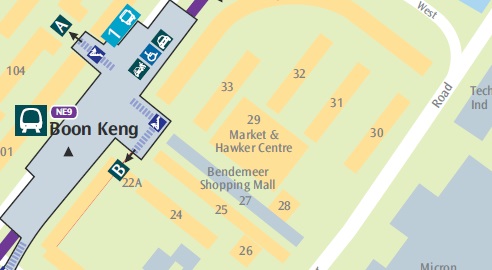 West
A
1
104
33
32
31
30
Road
Tech
Ind
NE9
Boon Keng
29
Market &
Hawker Centre
01
B
22A
Bendemeer
Shopping Mall
27
24
25
28
26
Micron